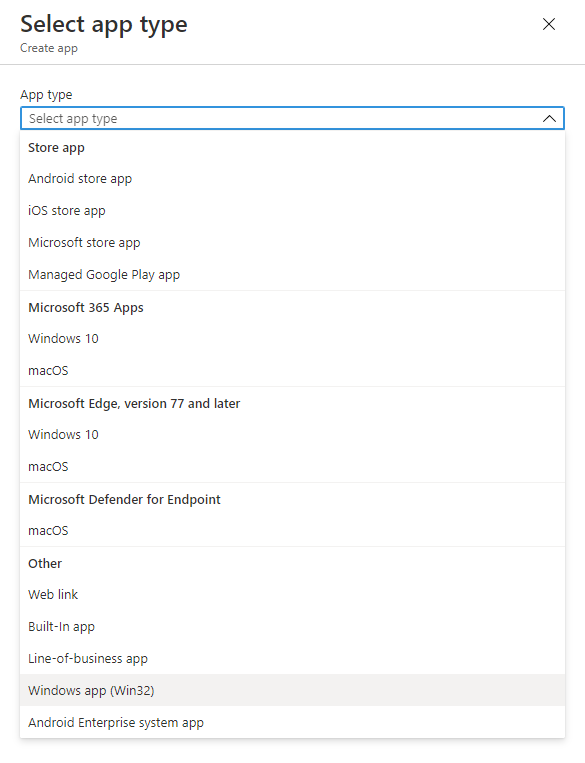 Select app type
Create app
App type
Select app type
Store app
Android store app
iOS store app
Microsoft store app
Managed Google Play app
Microsoft 365 Apps
Windows 10
macOS
Microsoft Edge, version 77 and later
Windows 10
macOS
Microsoft Defender for Endpoint
macOS
Other
Web link
Built-In app
Line-of-business app
Windows app (Win32)
Android Enterprise system app